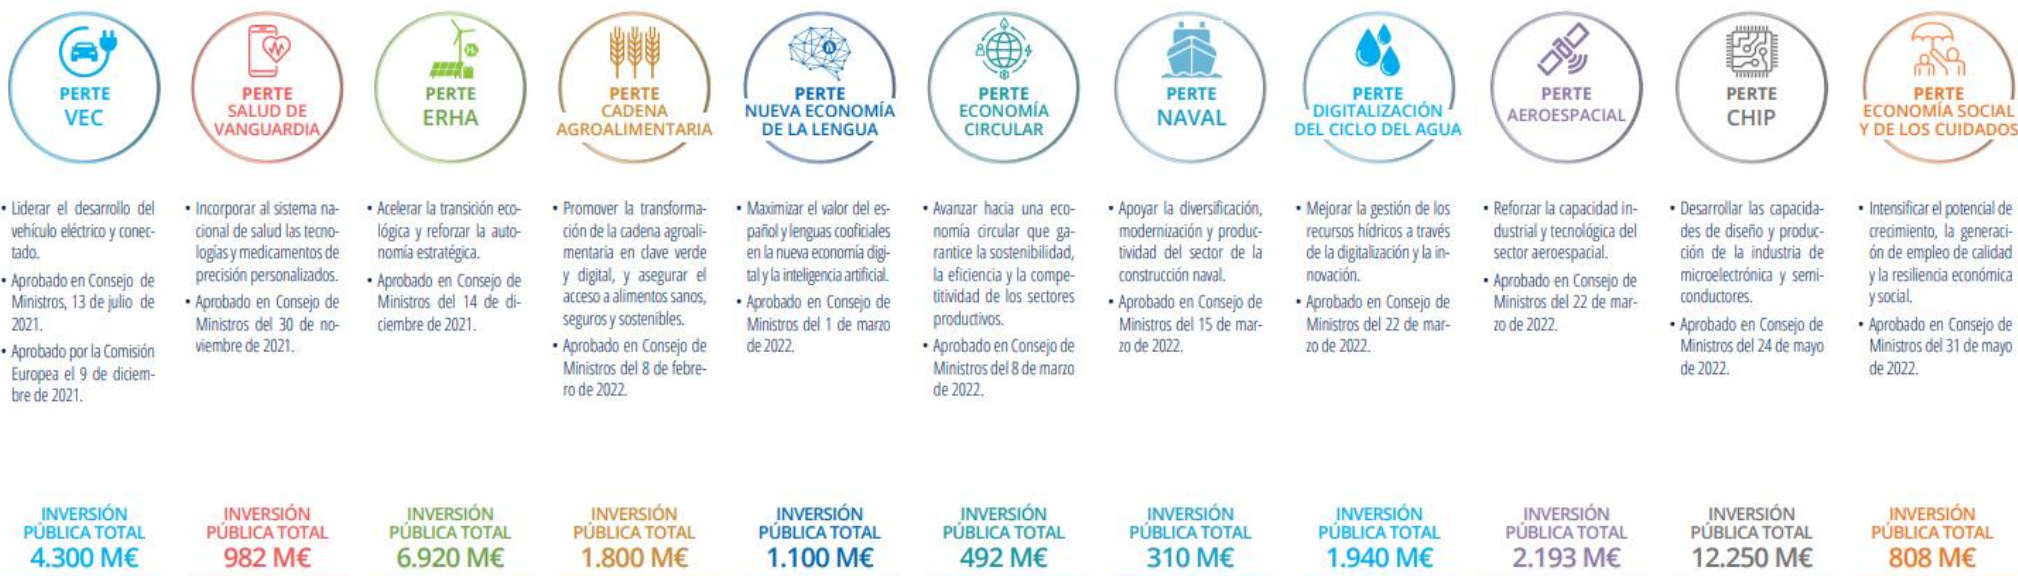 PERTE
VEC
• Liderar el desarrollo del
vehículo eléctrico y conec-
tado.
• Aprobado en Consejo de
Ministros, 13 de julio de
2021.
• Aprobado por la Comisión
Europea el 9 de diciem-
bre de 2021.
INVERSIÓN
PÚBLICA TOTAL
4.300 M€
PERTE
SALUD DE
VANGUARDIA
• Incorporar al sistema na-
cional de salud las tecno-
logías y medicamentos de
precisión personalizados.
• Aprobado en Consejo de
Ministros del 30 de no-
viembre de 2021.
INVERSIÓN
PÚBLICA TOTAL
982 M€
H₂
PERTE
ERHA
• Acelerar la transición eco-
lógica y reforzar la auto-
nomía estratégica.
• Aprobado en Consejo de
Ministros del 14 de di-
ciembre de 2021.
INVERSIÓN
PÚBLICA TOTAL
6.920 M€
PERTE
CADENA
AGROALIMENTARIA
• Promover la transforma-
ción de la cadena agroali-
mentaria en clave verde
y digital, y asegurar el
acceso a alimentos sanos,
seguros y sostenibles.
• Aprobado en Consejo de
Ministros del 8 de febre-
ro de 2022.
INVERSIÓN
PÚBLICA TOTAL
1.800 M€
PERTE
NUEVA ECONOMÍA
DE LA LENGUA
• Maximizar el valor del es-
pañol y lenguas cooficiales
en la nueva economía digi-
tal y la inteligencia artificial.
• Aprobado en Consejo de
Ministros del 1 de marzo
de 2022.
INVERSIÓN
PÚBLICA TOTAL
1.100 M€
PERTE
ECONOMÍA
CIRCULAR
• Avanzar hacia una eco-
nomía circular que ga-
rantice la sostenibilidad,
la eficiencia y la compe-
titividad de los sectores
productivos.
• Aprobado en Consejo de
Ministros del 8 de marzo
de 2022.
INVERSIÓN
PÚBLICA TOTAL
492 M€
PERTE
NAVAL
• Apoyar la diversificación,
modernización y produc-
tividad del sector de la
construcción naval.
• Aprobado en Consejo de
Ministros del 15 de mar-
zo de 2022.
INVERSIÓN
PÚBLICA TOTAL
310 M€
PERTE
DIGITALIZACIÓN
DEL CICLO DEL AGUA
• Mejorar la gestión de los
recursos hídricos a través
de la digitalización y la in-
novación.
• Aprobado en Consejo de
Ministros del 22 de mar-
zo de 2022.
INVERSIÓN
PÚBLICA TOTAL
1.940 M€
PERTE
AEROESPACIAL
• Reforzar la capacidad in-
dustrial y tecnológica del
sector aeroespacial.
• Aprobado en Consejo de
Ministros del 22 de mar-
zo de 2022.
INVERSIÓN
PÚBLICA TOTAL
2.193 M€
PERTE
CHIP
• Desarrollar las capacida-
des de diseño y produc-
ción de la industria de
microelectrónica y semi-
conductores.
• Aprobado en Consejo de
Ministros del 24 de mayo
de 2022.
INVERSIÓN
PÚBLICA TOTAL
12.250 M€
PERTE
ECONOMÍA SOCIAL
Y DE LOS CUIDADOS
• Intensificar el potencial de
crecimiento, la generaci-
ón de empleo de calidad
y la resiliencia económica
y social.
• Aprobado en Consejo de
Ministros del 31 de mayo
de 2022.
INVERSIÓN
PÚBLICA TOTAL
808 M€